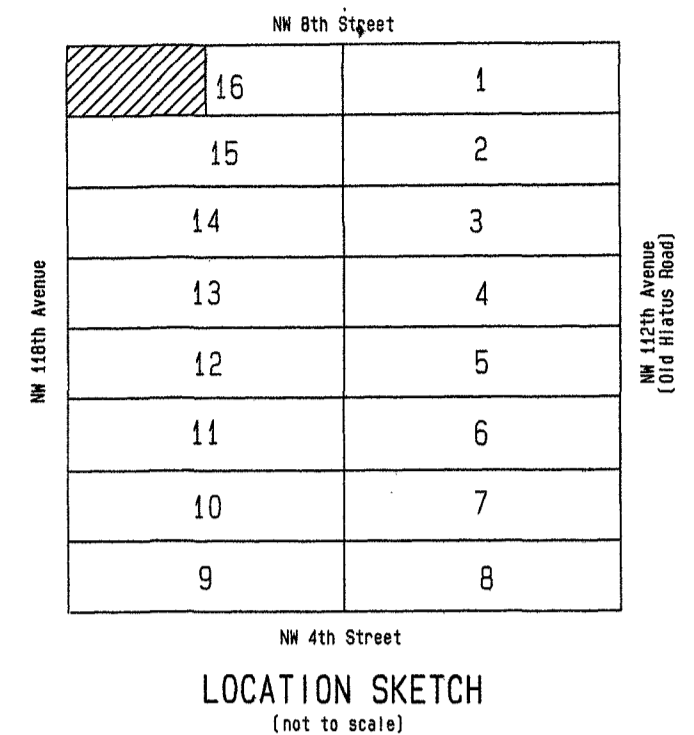 NW 8th Street
16 1
15 2
14 3
13 4
12 5
11 6
10 7
9 8
NW 118th Avenue
NW 112th Avenue
(Old Hiatus Road)
NW 4th Street
LOCATION SKETCH
(not to scale)